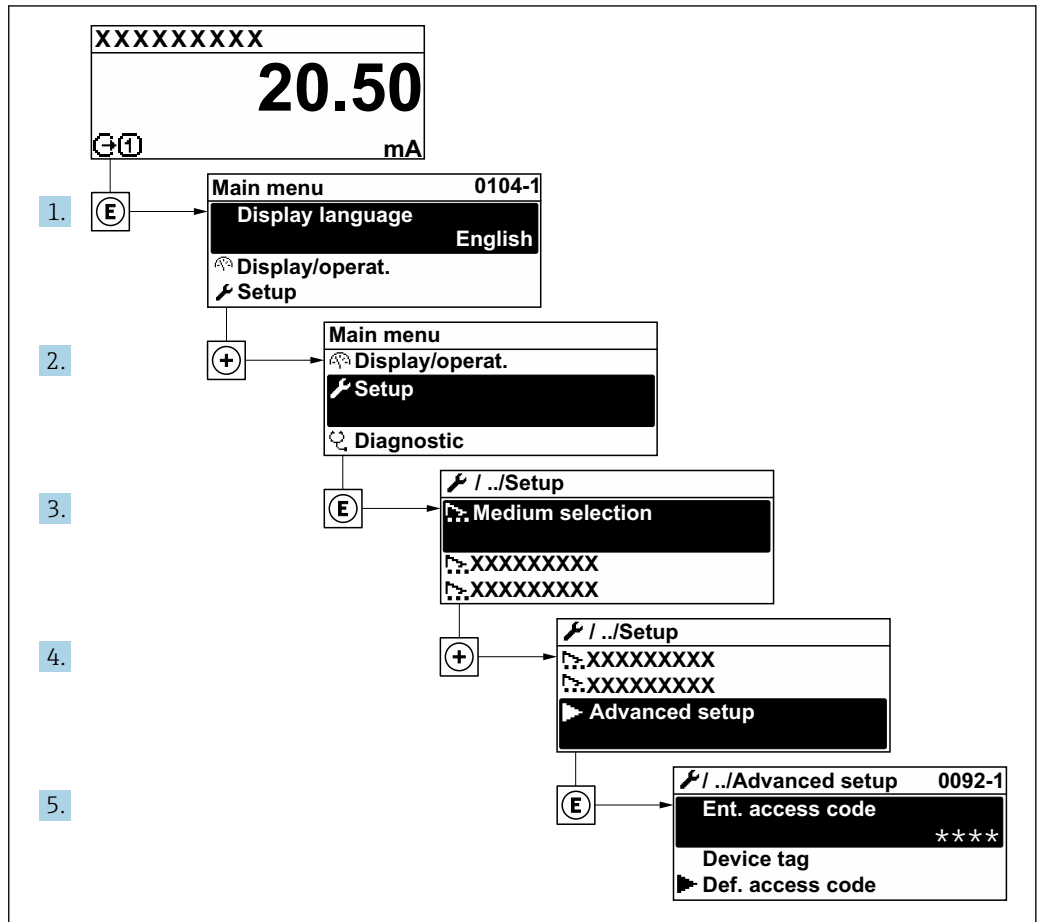 XXXXXXXXX
20.50
1 mA
1. E
Main menu 0104-1
Display language
English
Display/operat.
Setup
2. +
Main menu
Display/operat.
Setup
Diagnostic
3. E
/ ../Setup
Medium selection
XXXXXXXXX
XXXXXXXXX
4. +
/ ../Setup
XXXXXXXXX
XXXXXXXXX
Advanced setup
5. E
/ ../Advanced setup 0092-1
Ent. access code
****
Device tag
Def. access code